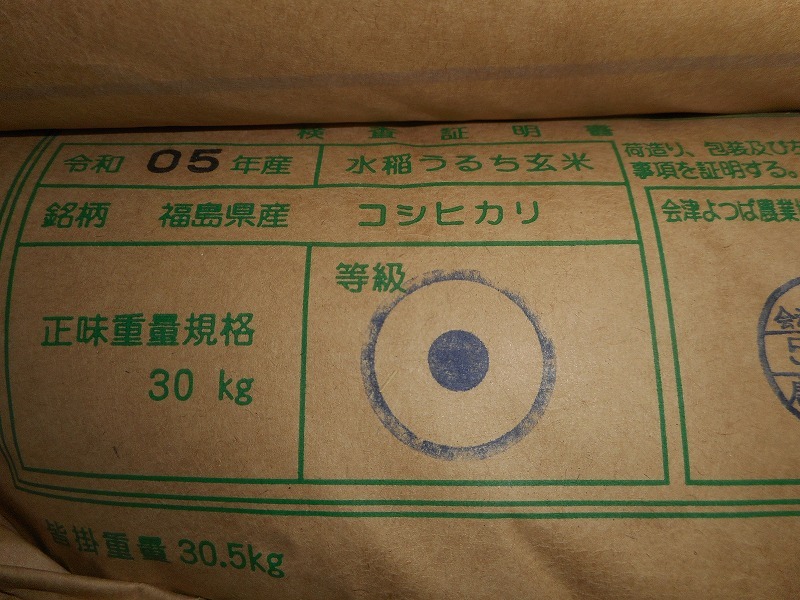 検査証明書
令和 05 年産 水稲うるち玄米
銘柄 福島県産 コシヒカリ
正味重量規格
30 kg
等級
皆掛重量 30.5kg
荷造り、包装及び
事項を証明する。
会津よつば農業